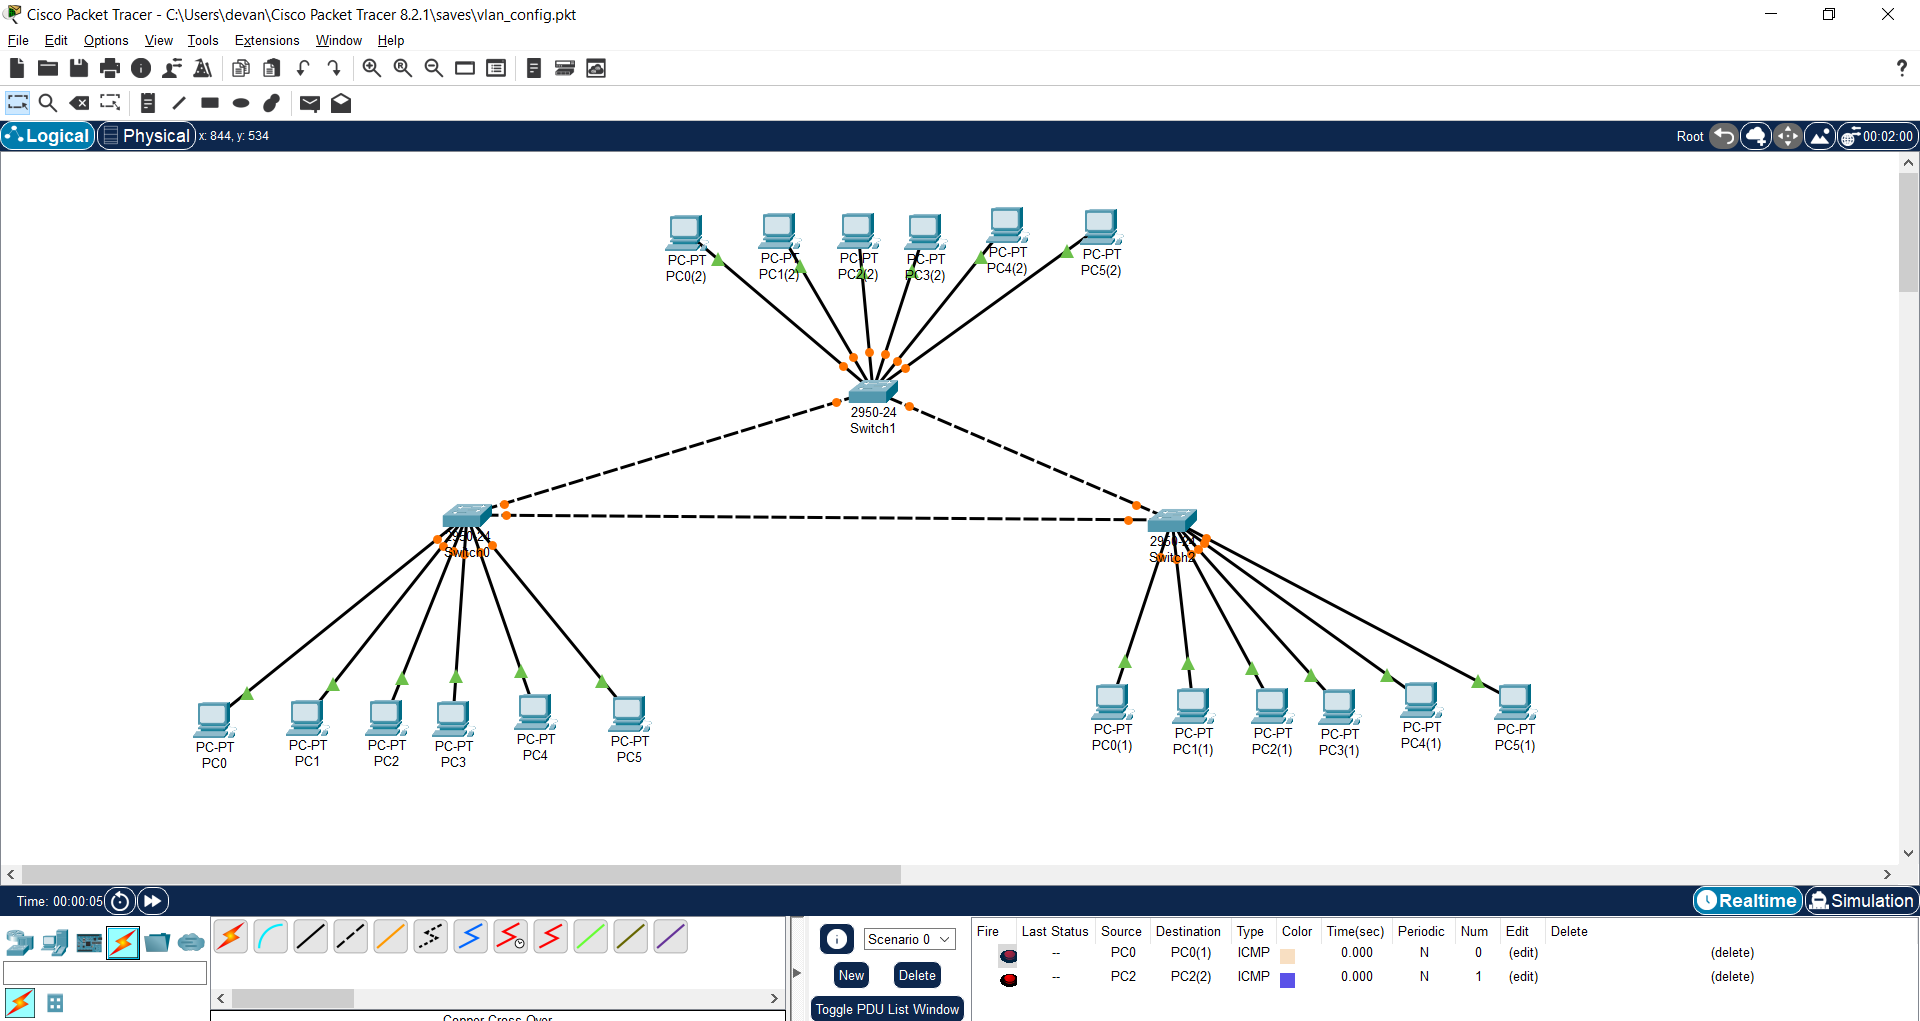 Cisco Packet Tracer - C:\Users\devan\Cisco Packet Tracer 8.2.1\saves\vlan_config.pkt
File Edit Options View Tools Extensions Window Help
?
Logical Physical x: 844, y: 534 Root 00:02:00
PC-PT PC-PT PC-PT PC-PT PC-PT PC-PT
PC0(2) PC1(2) PC2(2) PC3(2) PC4(2) PC5(2)
2950-24
Switch1
2950-24 2950-24
Switch0 Switch2
PC-PT PC-PT PC-PT PC-PT PC-PT PC-PT
PC0 PC1 PC2 PC3 PC4 PC5
PC-PT PC-PT PC-PT PC-PT PC-PT PC-PT
PC0(1) PC1(1) PC2(1) PC3(1) PC4(1) PC5(1)
Time: 00:00:05 Realtime Simulation
Scenario 0
New Delete
Toggle PDU List Window
Fire Last Status Source Destination Type Color Time(sec) Periodic Num Edit Delete
-- PC0 PC0(1) ICMP 0.000 N 0 (edit) (delete)
-- PC2 PC2(2) ICMP 0.000 N 1 (edit) (delete)
Copper Cross-Over